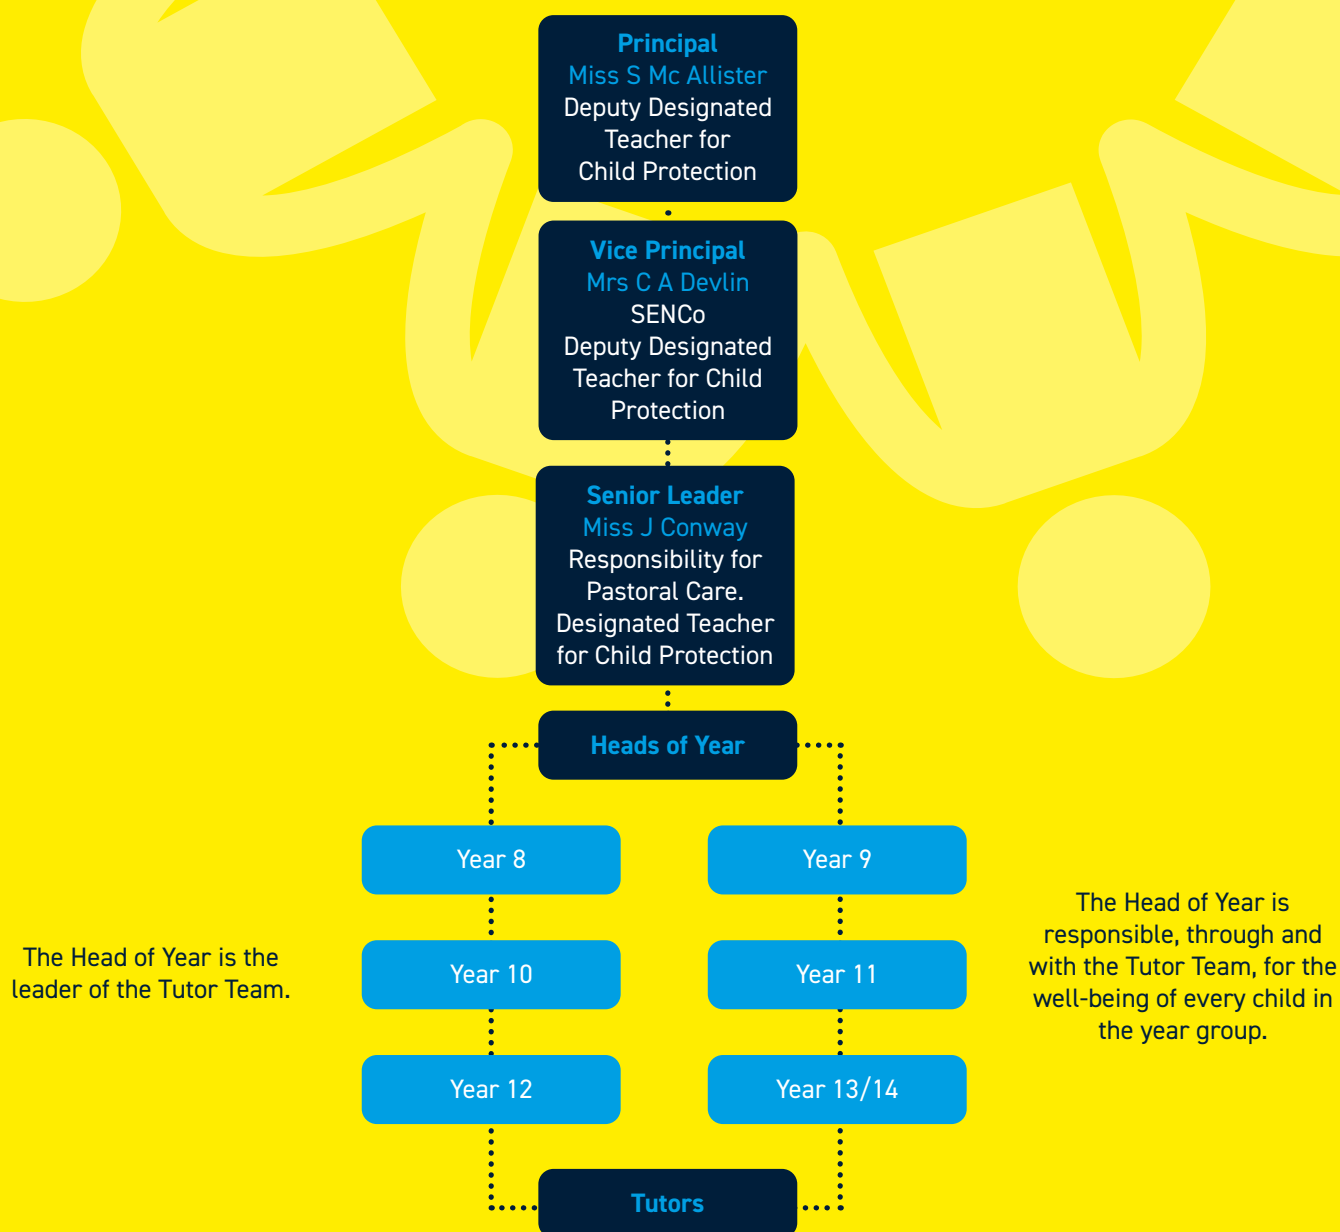 Principal
Miss S Mc Allister
Deputy Designated
Teacher for
Child Protection
Vice Principal
Mrs C A Devlin
SENCo
Deputy Designated
Teacher for Child
Protection
Senior Leader
Miss J Conway
Responsibility for
Pastoral Care.
Designated Teacher
for Child Protection
Heads of Year
Year 8
Year 9
Year 10
Year 11
Year 12
Year 13/14
The Head of Year is the
leader of the Tutor Team.
The Head of Year is
responsible, through and
with the Tutor Team, for the
well-being of every child in
the year group.
Tutors